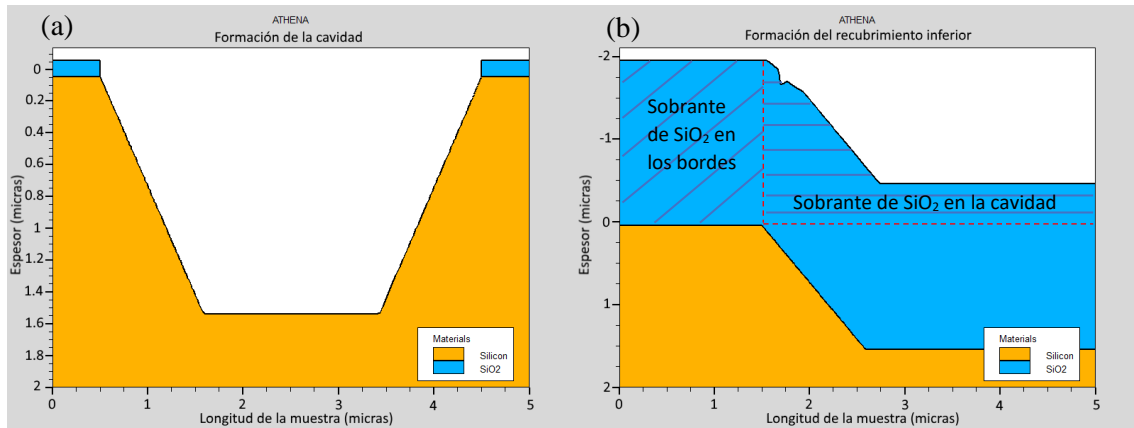 (a)
ATHENA
Formación de la cavidad
Espesor (micras)
0
0.2
0.4
0.6
0.8
1
1.2
1.4
1.6
1.8
2
0
1
2
3
4
5
Longitud de la muestra (micras)
Materials
Silicon
SiO2
(b)
ATHENA
Formación del recubrimiento inferior
Espesor (micras)
-2
-1
0
1
2
Sobrante
de SiO₂ en
los bordes
Sobrante de SiO₂ en la cavidad
0
1
2
3
4
5
Longitud de la muestra (micras)
Materials
Silicon
SiO2